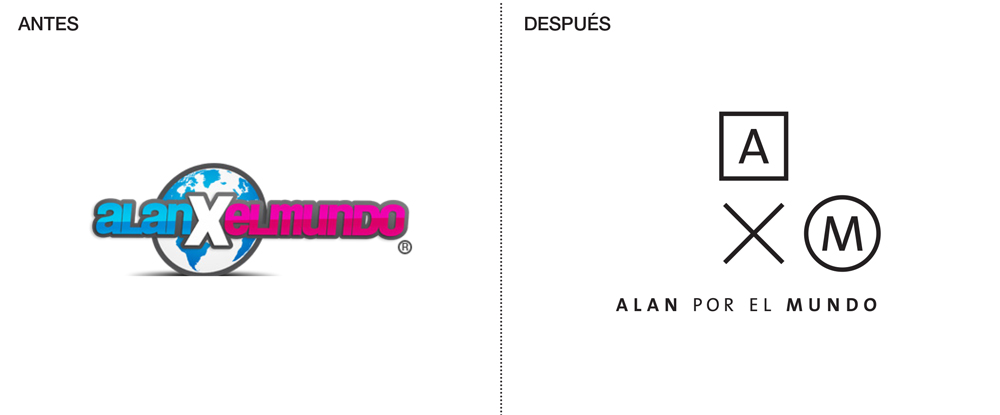 ANTES
alanXelmundo
®
DESPUÉS
A
X M
ALAN POR EL MUNDO